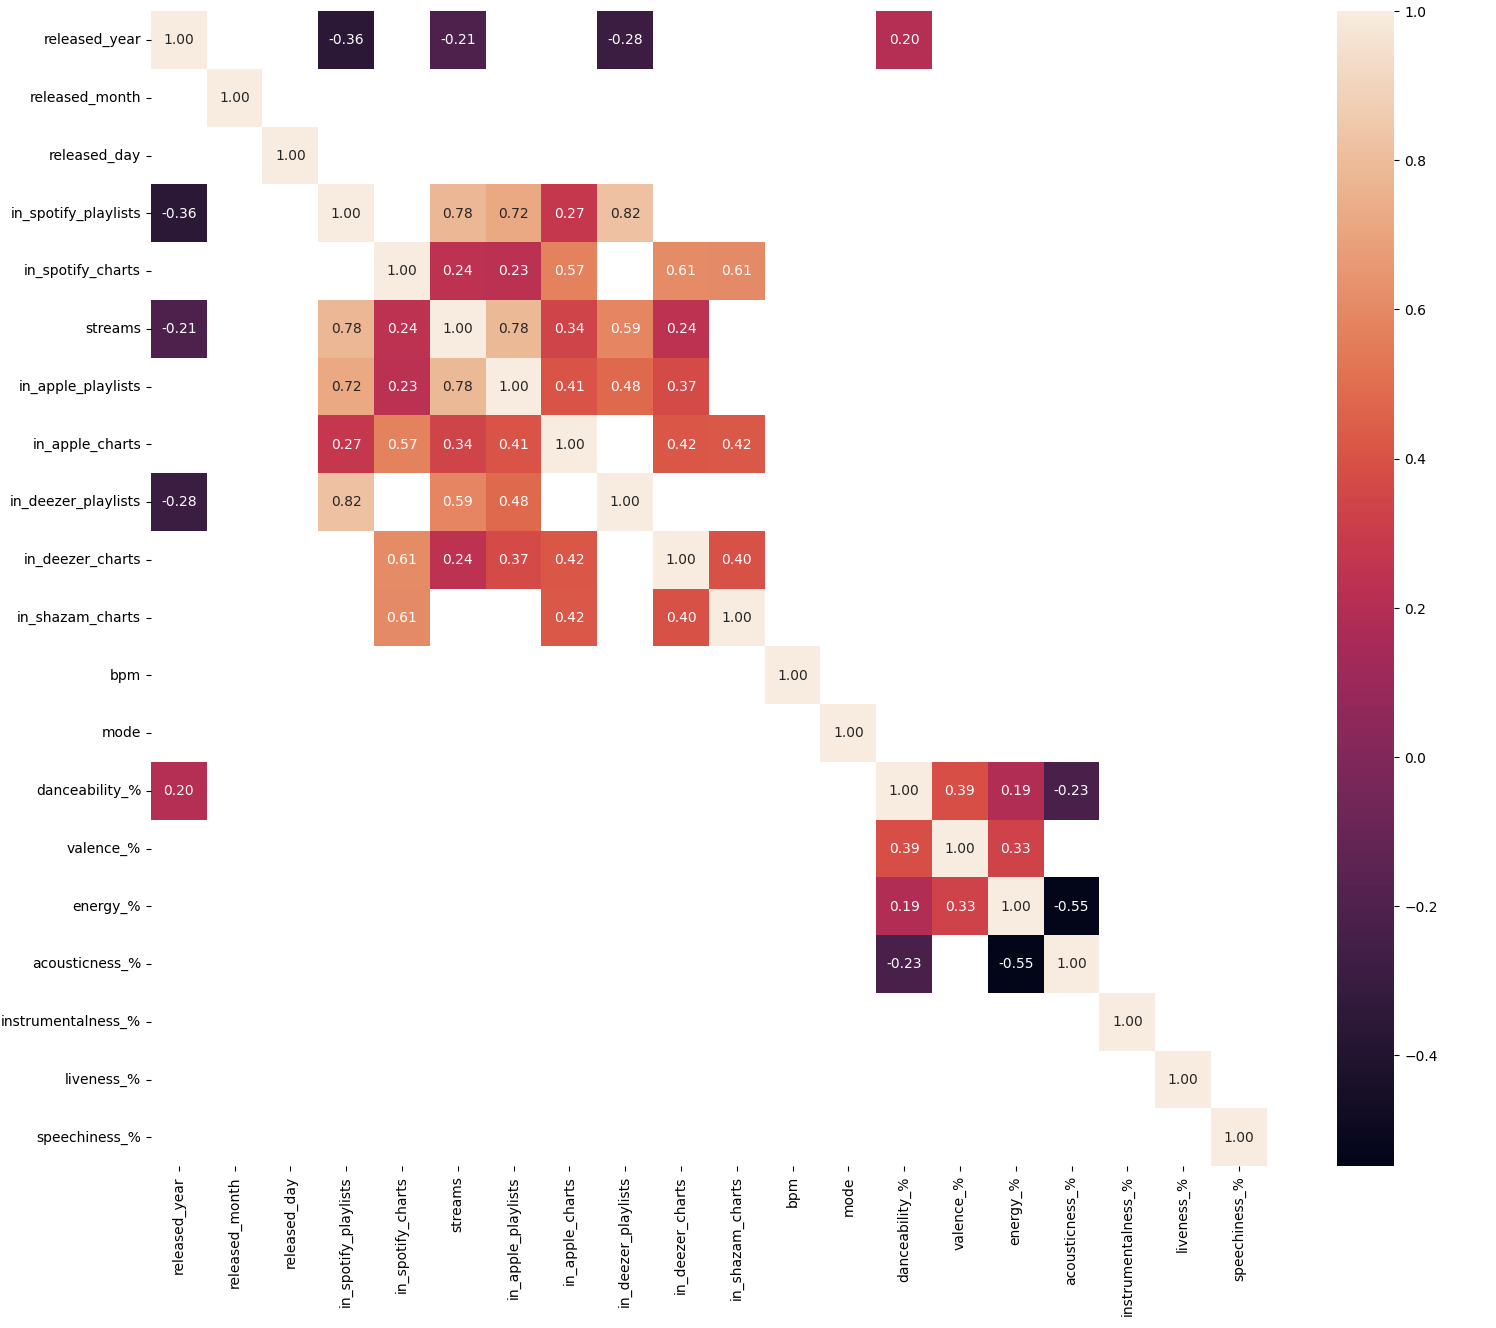 released_year 1.00 -0.36 -0.21 -0.28 0.20
released_month 1.00
released_day 1.00
in_spotify_playlists -0.36 1.00 0.78 0.72 0.27 0.82
in_spotify_charts 1.00 0.24 0.23 0.57 0.61 0.61
streams -0.21 0.78 0.24 1.00 0.78 0.34 0.59 0.24
in_apple_playlists 0.72 0.23 0.78 1.00 0.41 0.48 0.37
in_apple_charts 0.27 0.57 0.34 0.41 1.00 0.42 0.42
in_deezer_playlists -0.28 0.82 0.59 0.48 1.00
in_deezer_charts 0.61 0.24 0.37 0.42 1.00 0.40
in_shazam_charts 0.61 0.42 0.40 1.00
bpm 1.00
mode 1.00
danceability_% 0.20 1.00 0.39 0.19 -0.23
valence_% 0.39 1.00 0.33
energy_% 0.19 0.33 1.00 -0.55
acousticness_% -0.23 -0.55 1.00
instrumentalness_% 1.00
liveness_% 1.00
speechiness_% 1.00
released_year
released_month
released_day
in_spotify_playlists
in_spotify_charts
streams
in_apple_playlists
in_apple_charts
in_deezer_playlists
in_deezer_charts
in_shazam_charts
bpm
mode
danceability_%
valence_%
energy_%
acousticness_%
instrumentalness_%
liveness_%
speechiness_%
1.0
0.8
0.6
0.4
0.2
0.0
−0.2
−0.4